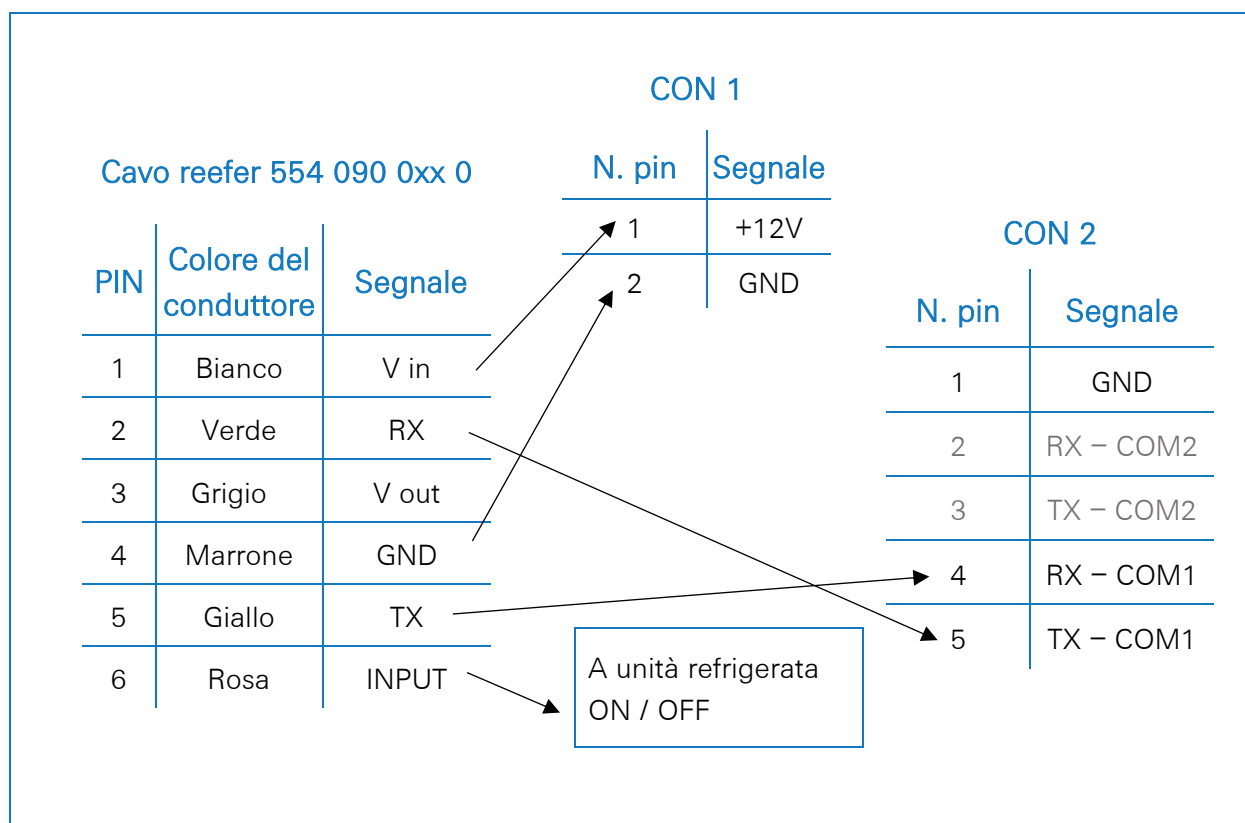 CON 1
N. pin Segnale
1 +12V
2 GND
Cavo reefer 554 090 0xx 0
PIN Colore del conduttore Segnale
1 Bianco V in
2 Verde RX
3 Grigio V out
4 Marrone GND
5 Giallo TX
6 Rosa INPUT
CON 2
N. pin Segnale
1 GND
2 RX – COM2
3 TX – COM2
4 RX – COM1
5 TX – COM1
A unità refrigerata
ON / OFF